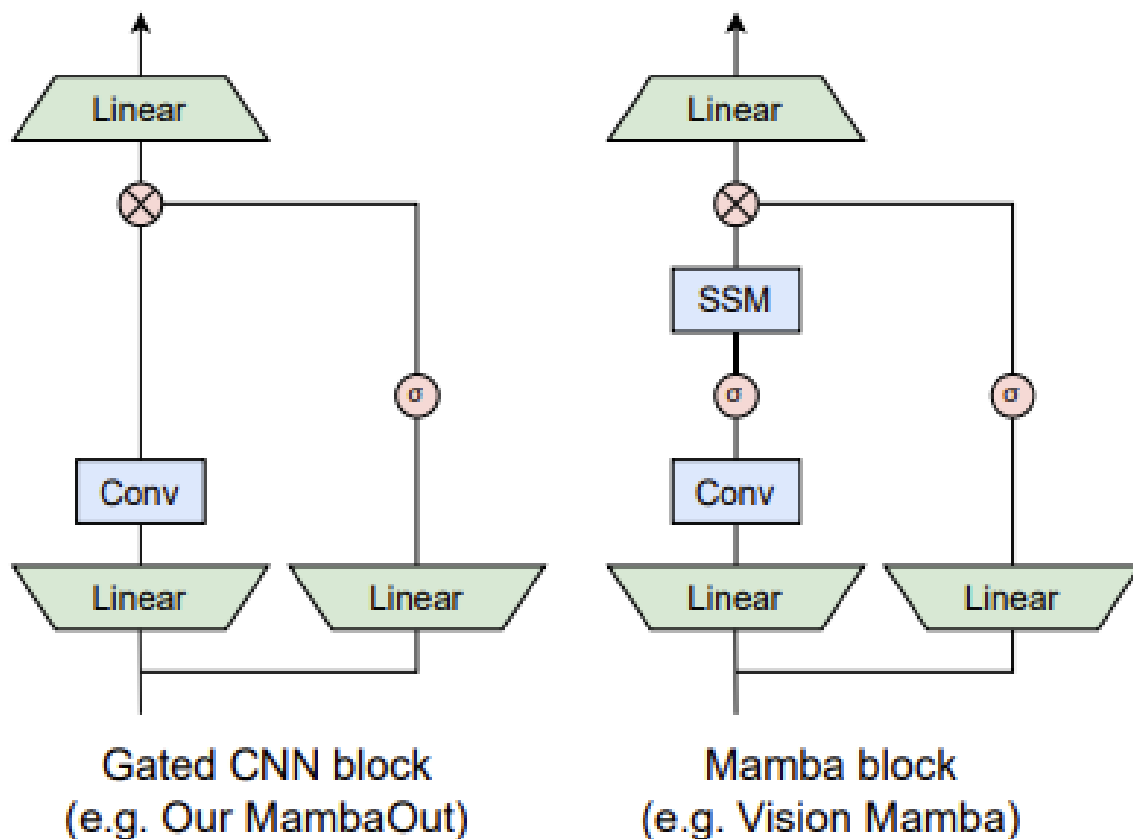 Linear
Linear
⊗
⊗
SSM
σ
σ
σ
Conv
Conv
Linear
Linear
Linear
Linear
Gated CNN block
(e.g. Our MambaOut)
Mamba block
(e.g. Vision Mamba)